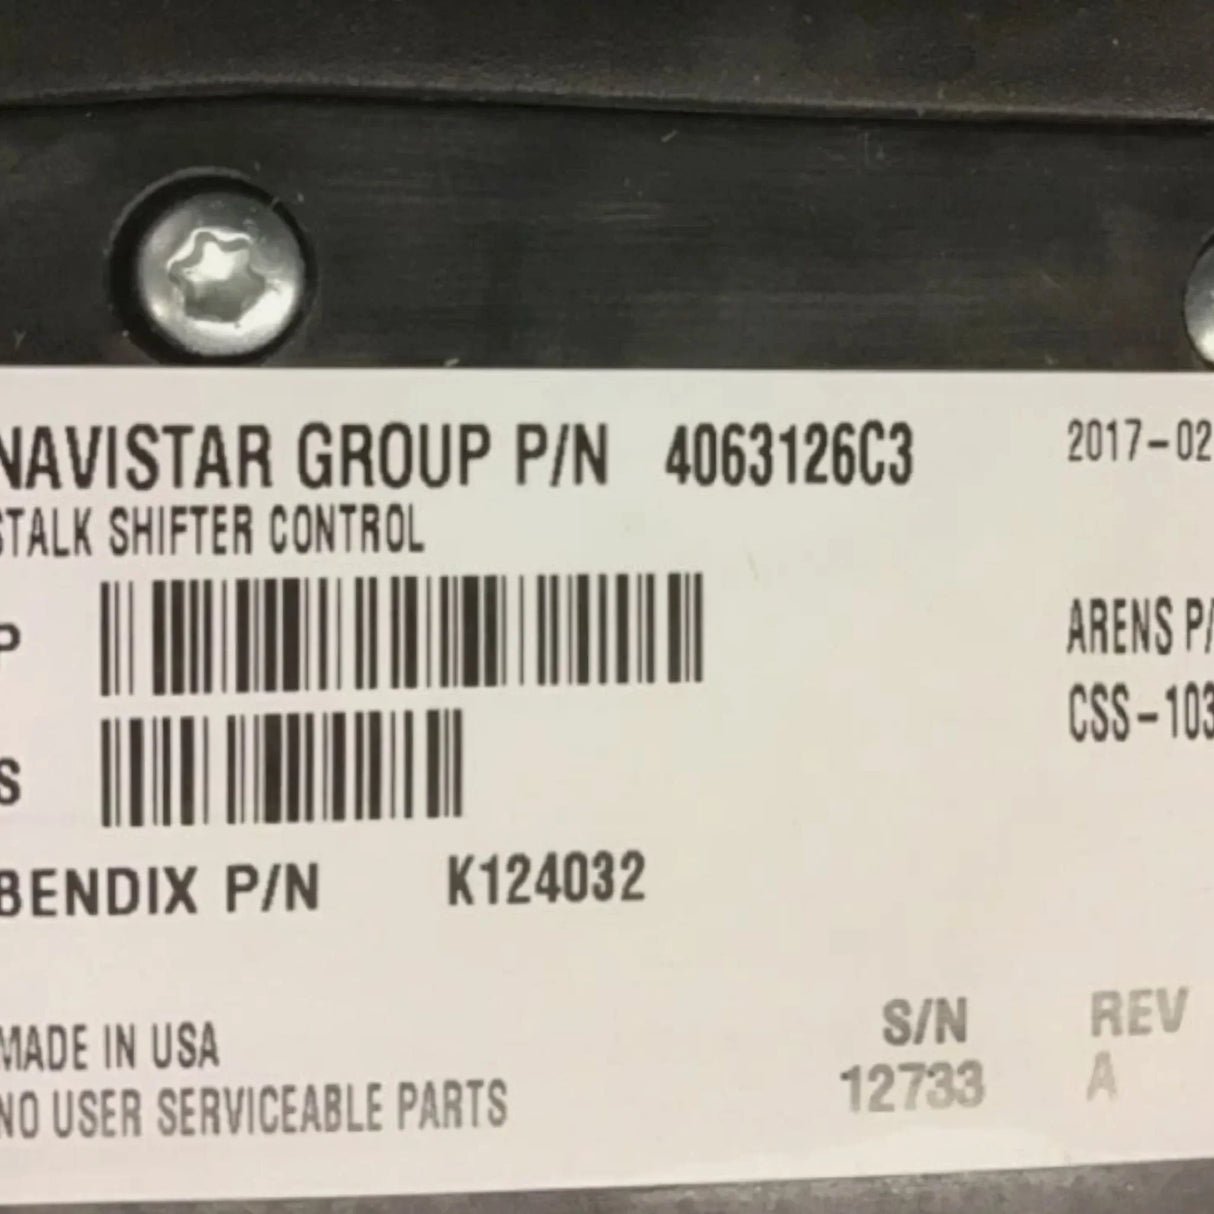 NAVISTAR GROUP P/N 4063126C3 2017-02
STALK SHIFTER CONTROL
P
ARENS P/
CSS-103
S
BENDIX P/N K124032
MADE IN USA
NO USER SERVICEABLE PARTS
S/N REV
12733 A